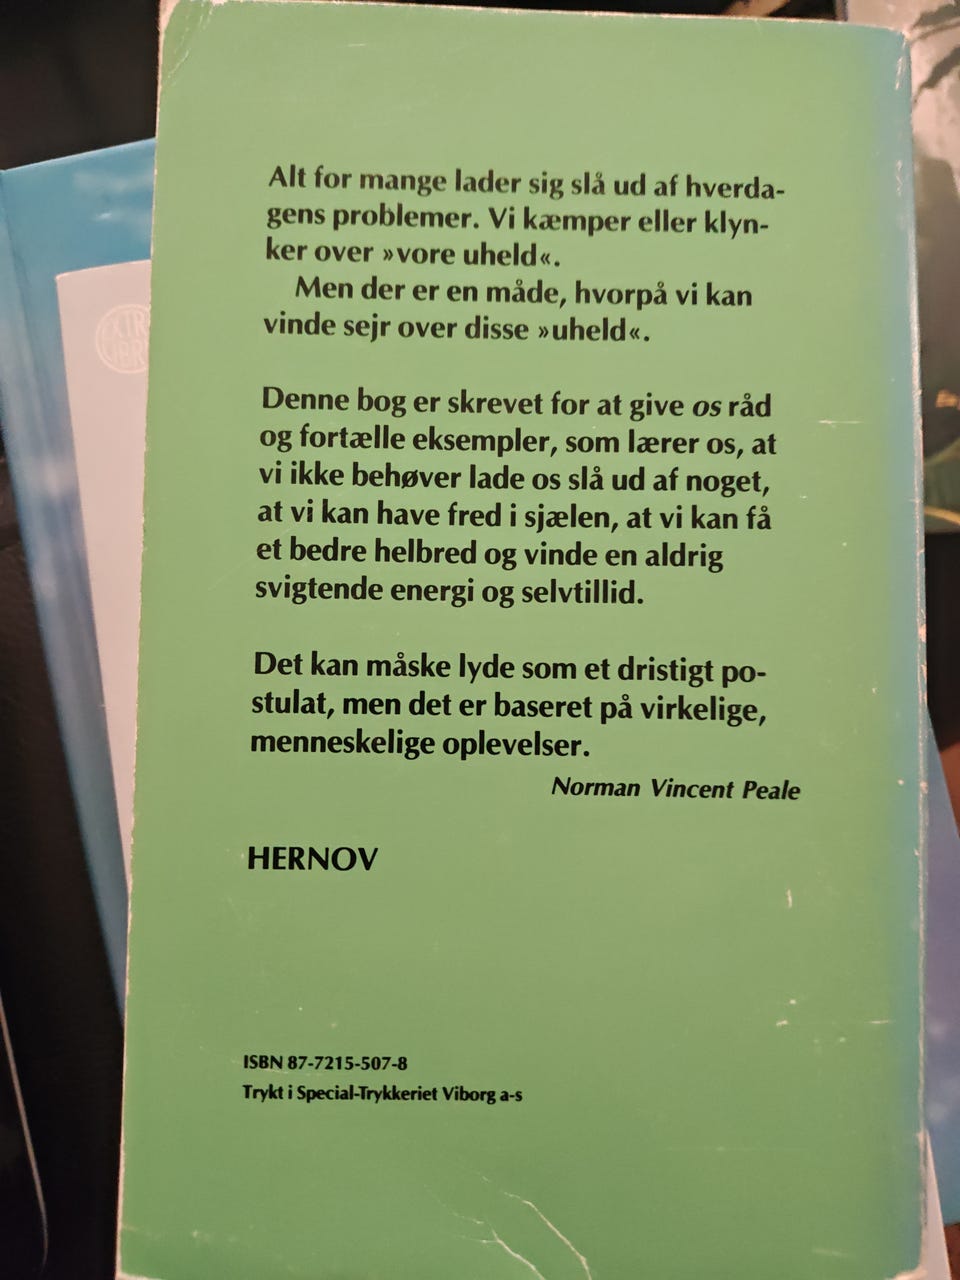 Alt for mange lader sig slå ud af hverda-
gens problemer. Vi kæmper eller klyn-
ker over »vore uheld«.
Men der er en måde, hvorpå vi kan
vinde sejr over disse »uheld«.
Denne bog er skrevet for at give os råd
og fortælle eksempler, som lærer os, at
vi ikke behøver lade os slå ud af noget,
at vi kan have fred i sjælen, at vi kan få
et bedre helbred og vinde en aldrig
svigtende energi og selvtillid.
Det kan måske lyde som et dristigt po-
stulat, men det er baseret på virkelige,
menneskelige oplevelser.
Norman Vincent Peale
HERNOV
ISBN 87-7215-507-8
Trykt i Special-Trykkeriet Viborg a-s